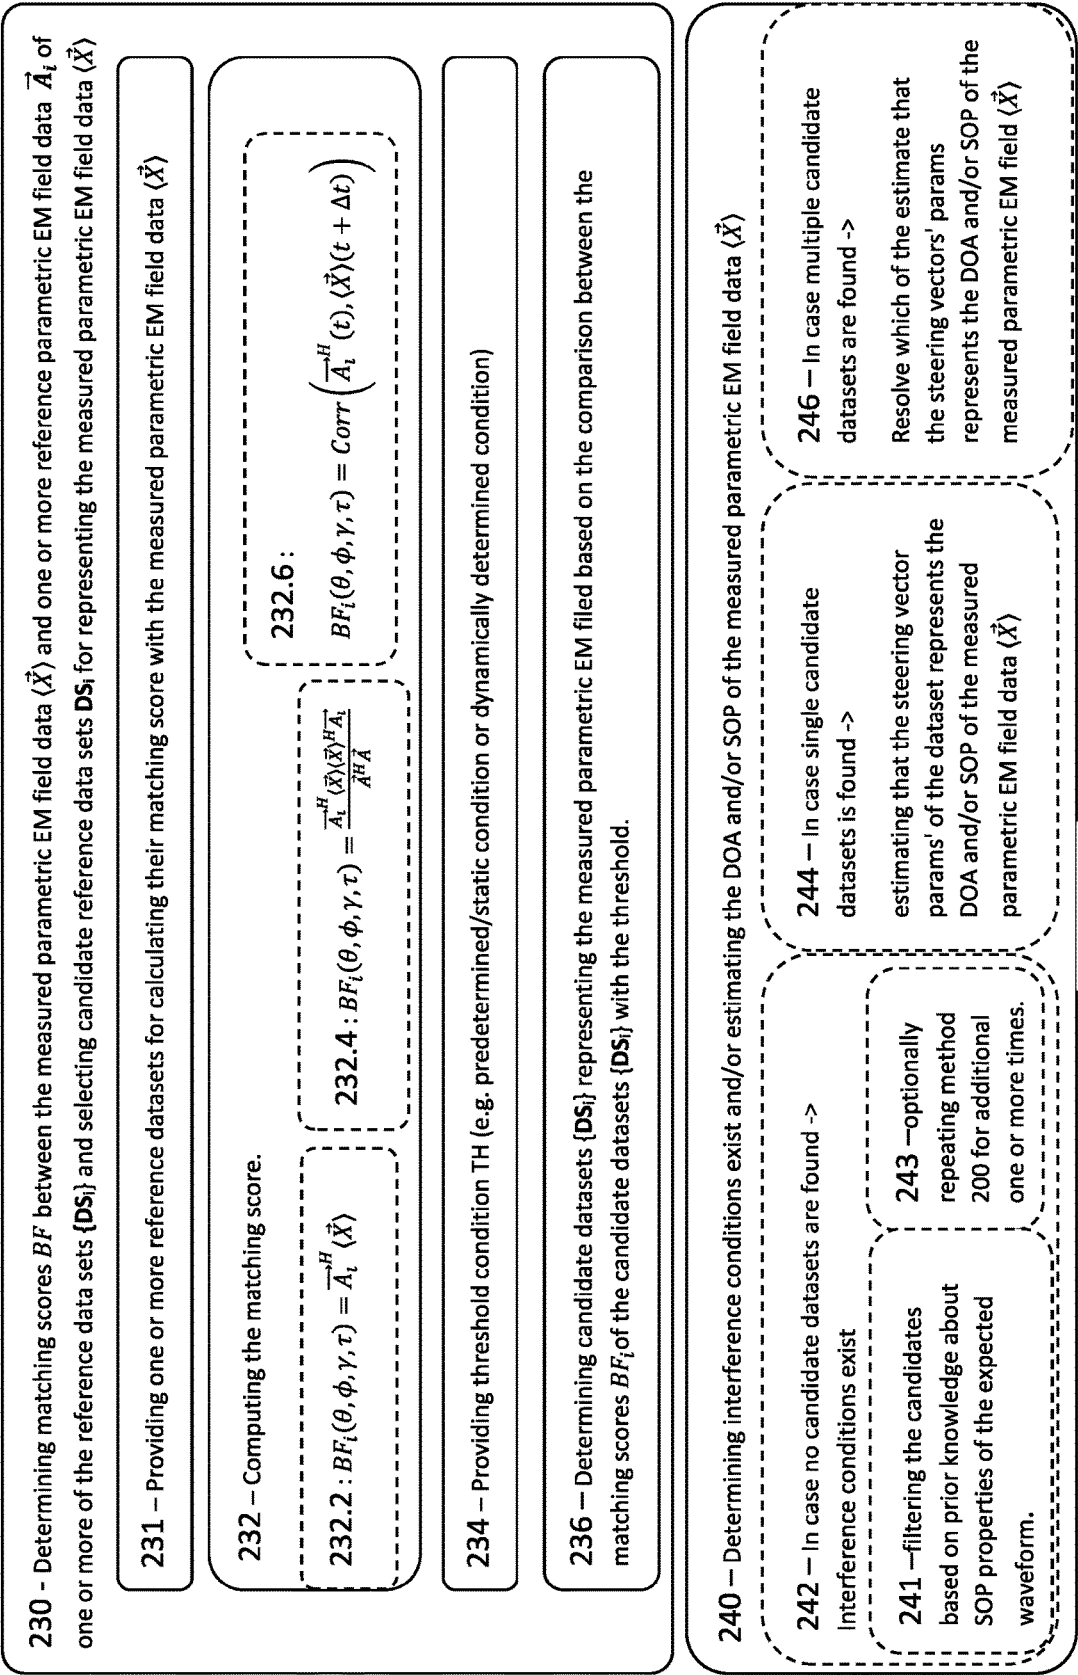 230 - Determining matching scores BF between the measured parametric EM field data ⟨X⃗⟩ and one or more reference parametric EM field data A⃗ᵢ of
one or more of the reference data sets {DSᵢ} and selecting candidate reference data sets DSᵢ for representing the measured parametric EM field data ⟨X⃗⟩
231 – Providing one or more reference datasets for calculating their matching score with the measured parametric EM field data ⟨X⃗⟩
232 – Computing the matching score.
232.2 : BFᵢ(θ, ϕ, γ, τ) = A⃗ᵢᴴ ⟨X⃗⟩
232.4 : BFᵢ(θ, ϕ, γ, τ) = A⃗ᵢᴴ⟨X⃗⟩⟨X⃗⟩ᴴA⃗ᵢ / A⃗ᴴA⃗
232.6 :
BFᵢ(θ, ϕ, γ, τ) = Corr (A⃗ᵢᴴ (t), ⟨X⃗⟩(t + Δt))
234 – Providing threshold condition TH (e.g. predetermined/static condition or dynamically determined condition)
236 – Determining candidate datasets {DSᵢ} representing the measured parametric EM filed based on the comparison between the
matching scores BFᵢ of the candidate datasets {DSᵢ} with the threshold.
240 – Determining interference conditions exist and/or estimating the DOA and/or SOP of the measured parametric EM field data ⟨X⃗⟩
242 – In case no candidate datasets are found ->
Interference conditions exist
241 –filtering the candidates
based on prior knowledge about
SOP properties of the expected
waveform.
243 –optionally
repeating method
200 for additional
one or more times.
244 – In case single candidate
datasets is found ->
estimating that the steering vector
params' of the dataset represents the
DOA and/or SOP of the measured
parametric EM field data ⟨X⃗⟩
246 – In case multiple candidate
datasets are found ->
Resolve which of the estimate that
the steering vectors' params
represents the DOA and/or SOP of the
measured parametric EM field ⟨X⃗⟩